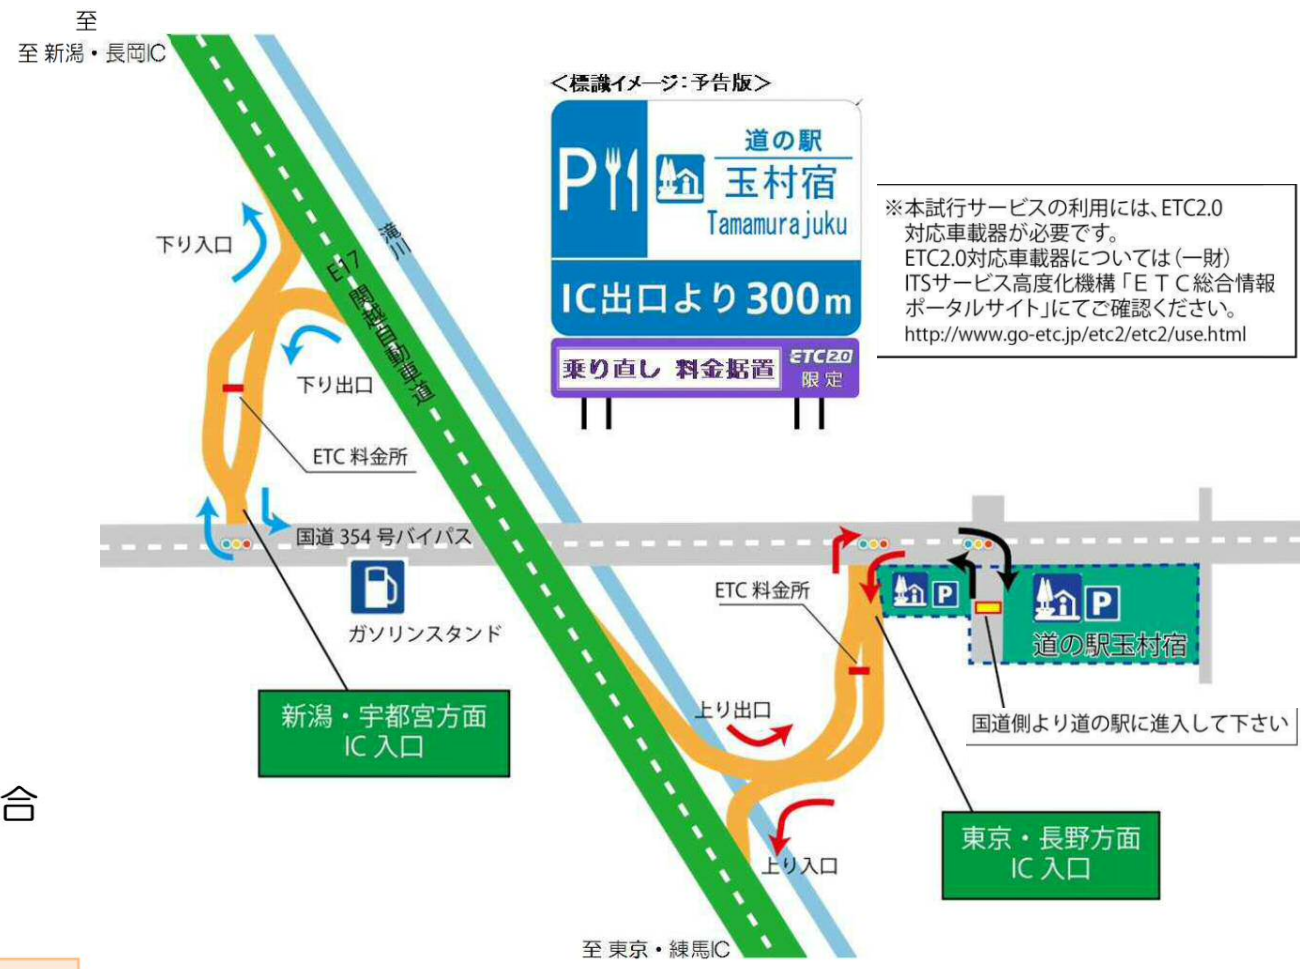 至
至 新潟・長岡IC
<標識イメージ:予告版>
道の駅
玉村宿
Tamamurajuku
P
IC出口より300m
乗り直し 料金据置
ETC2.0
限定
※本試行サービスの利用には、ETC2.0
対応車載器が必要です。
ETC2.0対応車載器については(一財)
ITSサービス高度化機構「ETC総合情報
ポータルサイト」にてご確認ください。
http://www.go-etc.jp/etc2/etc2/use.html
滝川
下り入口
E17 関越自動車道
下り出口
ETC 料金所
国道 354 号バイパス
ガソリンスタンド
ETC 料金所
P
P
道の駅玉村宿
新潟・宇都宮方面
IC 入口
上り出口
国道側より道の駅に進入して下さい
合
東京・長野方面
IC 入口
上り入口
至 東京・練馬IC